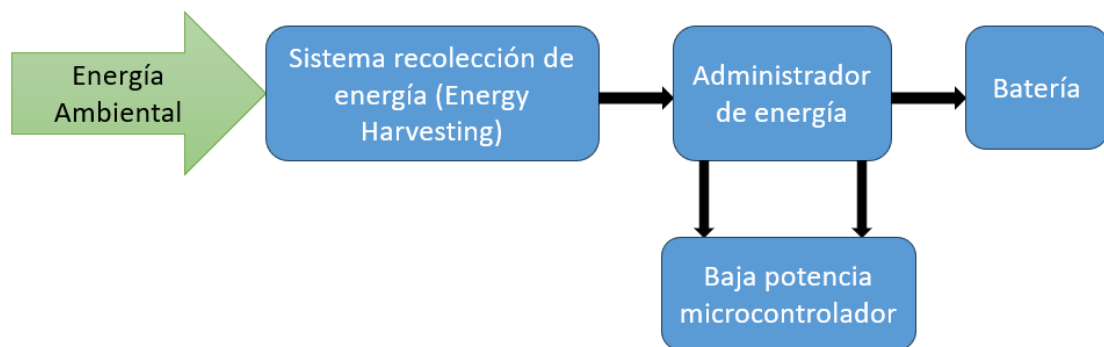 Energía
Ambiental
Sistema recolección de
energía (Energy
Harvesting)
Administrador
de energía
Batería
Baja potencia
microcontrolador